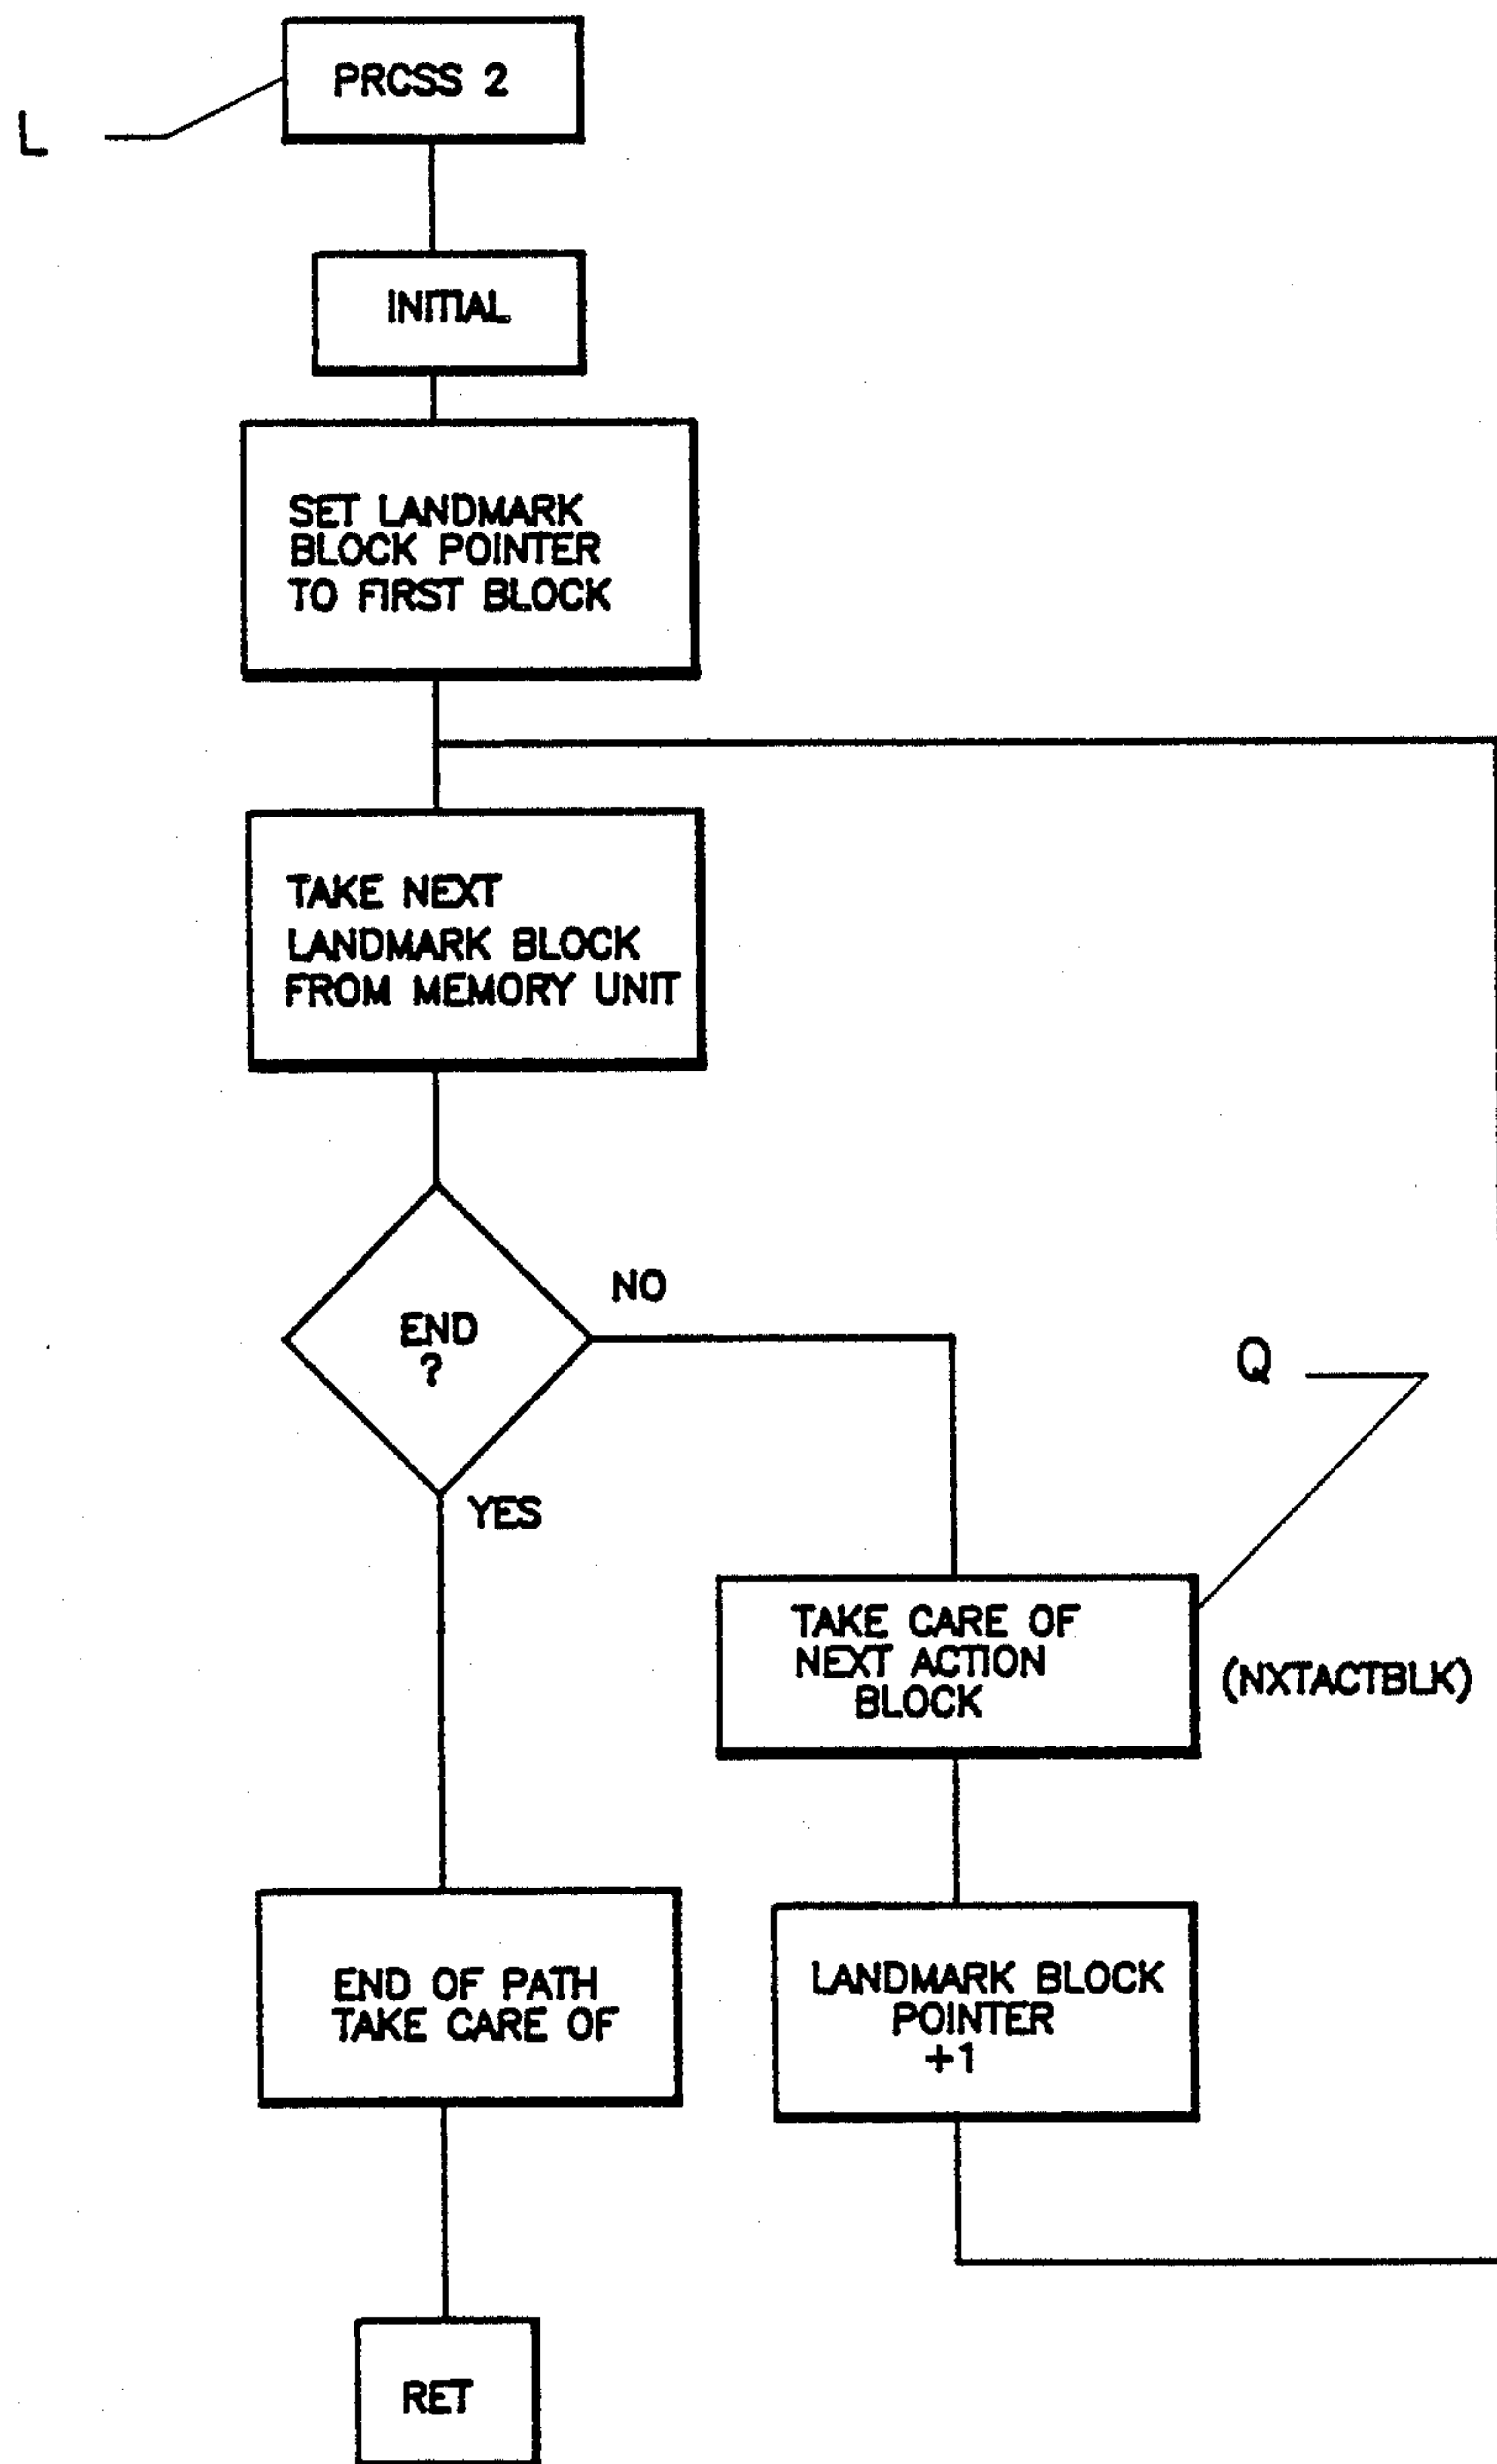 PRCSS 2
L
INITIAL
SET LANDMARK
BLOCK POINTER
TO FIRST BLOCK
TAKE NEXT
LANDMARK BLOCK
FROM MEMORY UNIT
END
?
NO
YES
Q
TAKE CARE OF
NEXT ACTION
BLOCK
(NXTACTBLK)
END OF PATH
TAKE CARE OF
LANDMARK BLOCK
POINTER
+1
RET